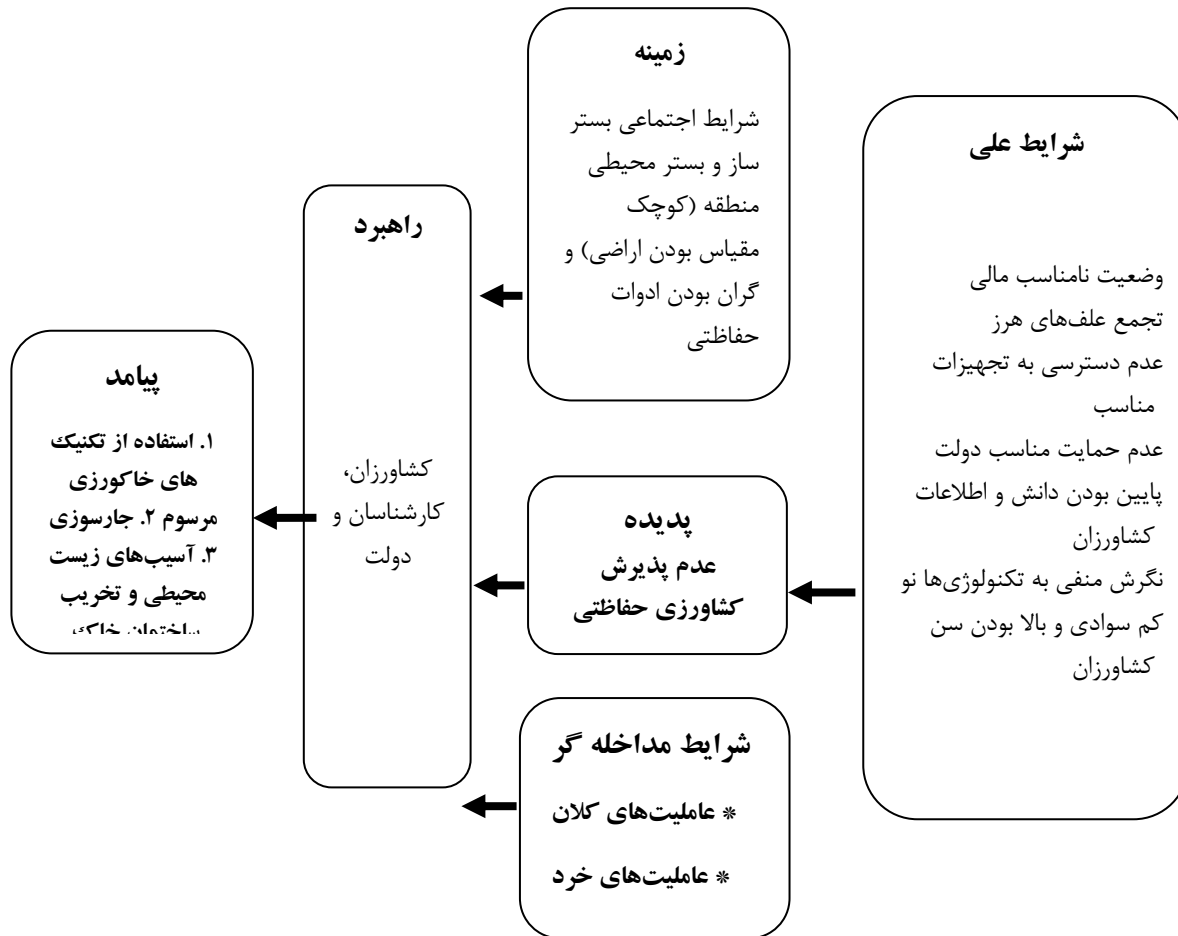 شرایط علی
وضعیت نامناسب مالی
تجمع علف‌های هرز
عدم دسترسی به تجهیزات
مناسب
عدم حمایت مناسب دولت
پایین بودن دانش و اطلاعات
کشاورزان
نگرش منفی به تکنولوژی‌ها نو
کم سوادی و بالا بودن سن
کشاورزان
زمینه
شرایط اجتماعی بستر
ساز و بستر محیطی
منطقه (کوچک
مقیاس بودن اراضی) و
گران بودن ادوات
حفاظتی
پدیده
عدم پذیرش
کشاورزی حفاظتی
شرایط مداخله گر
* عاملیت‌های کلان
* عاملیت‌های خرد
راهبرد
کشاورزان،
کارشناسان و
دولت
پیامد
۱. استفاده از تکنیک
های خاکورزی
مرسوم ۲. جارسوزی
۳. آسیب‌های زیست
محیطی و تخریب
ساختمان خاک